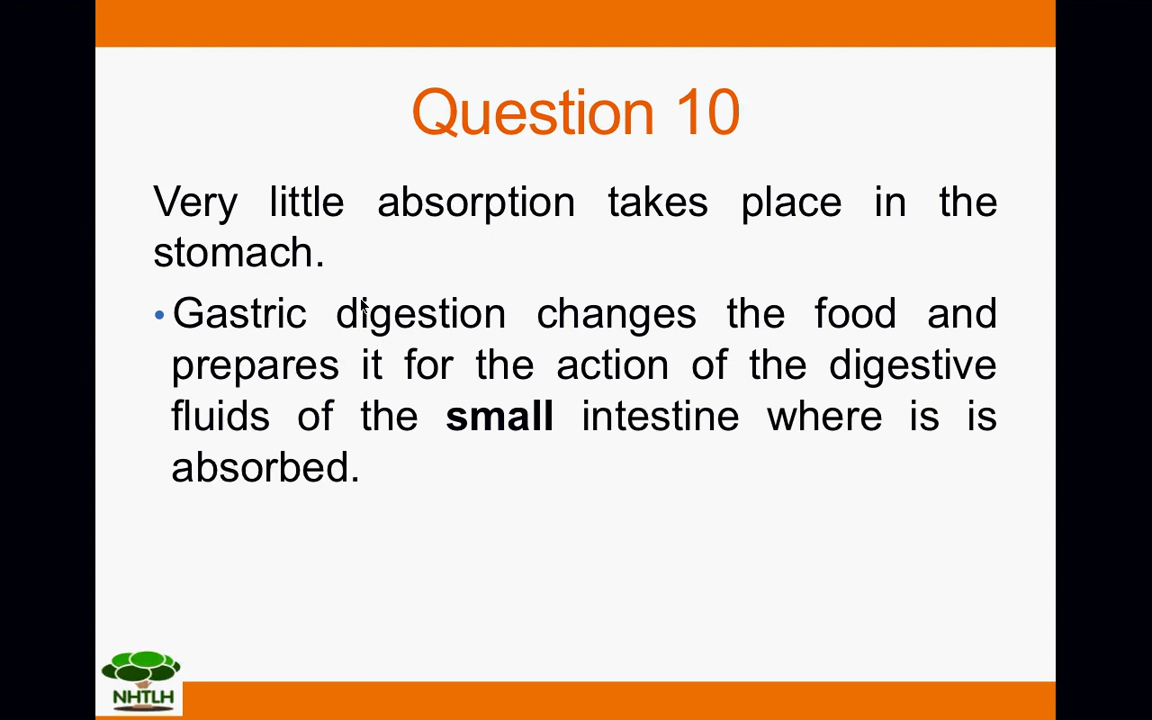 Question 10
Very little absorption takes place in the
stomach.
•Gastric digestion changes the food and
prepares it for the action of the digestive
fluids of the small intestine where is is
absorbed.
NHTLH